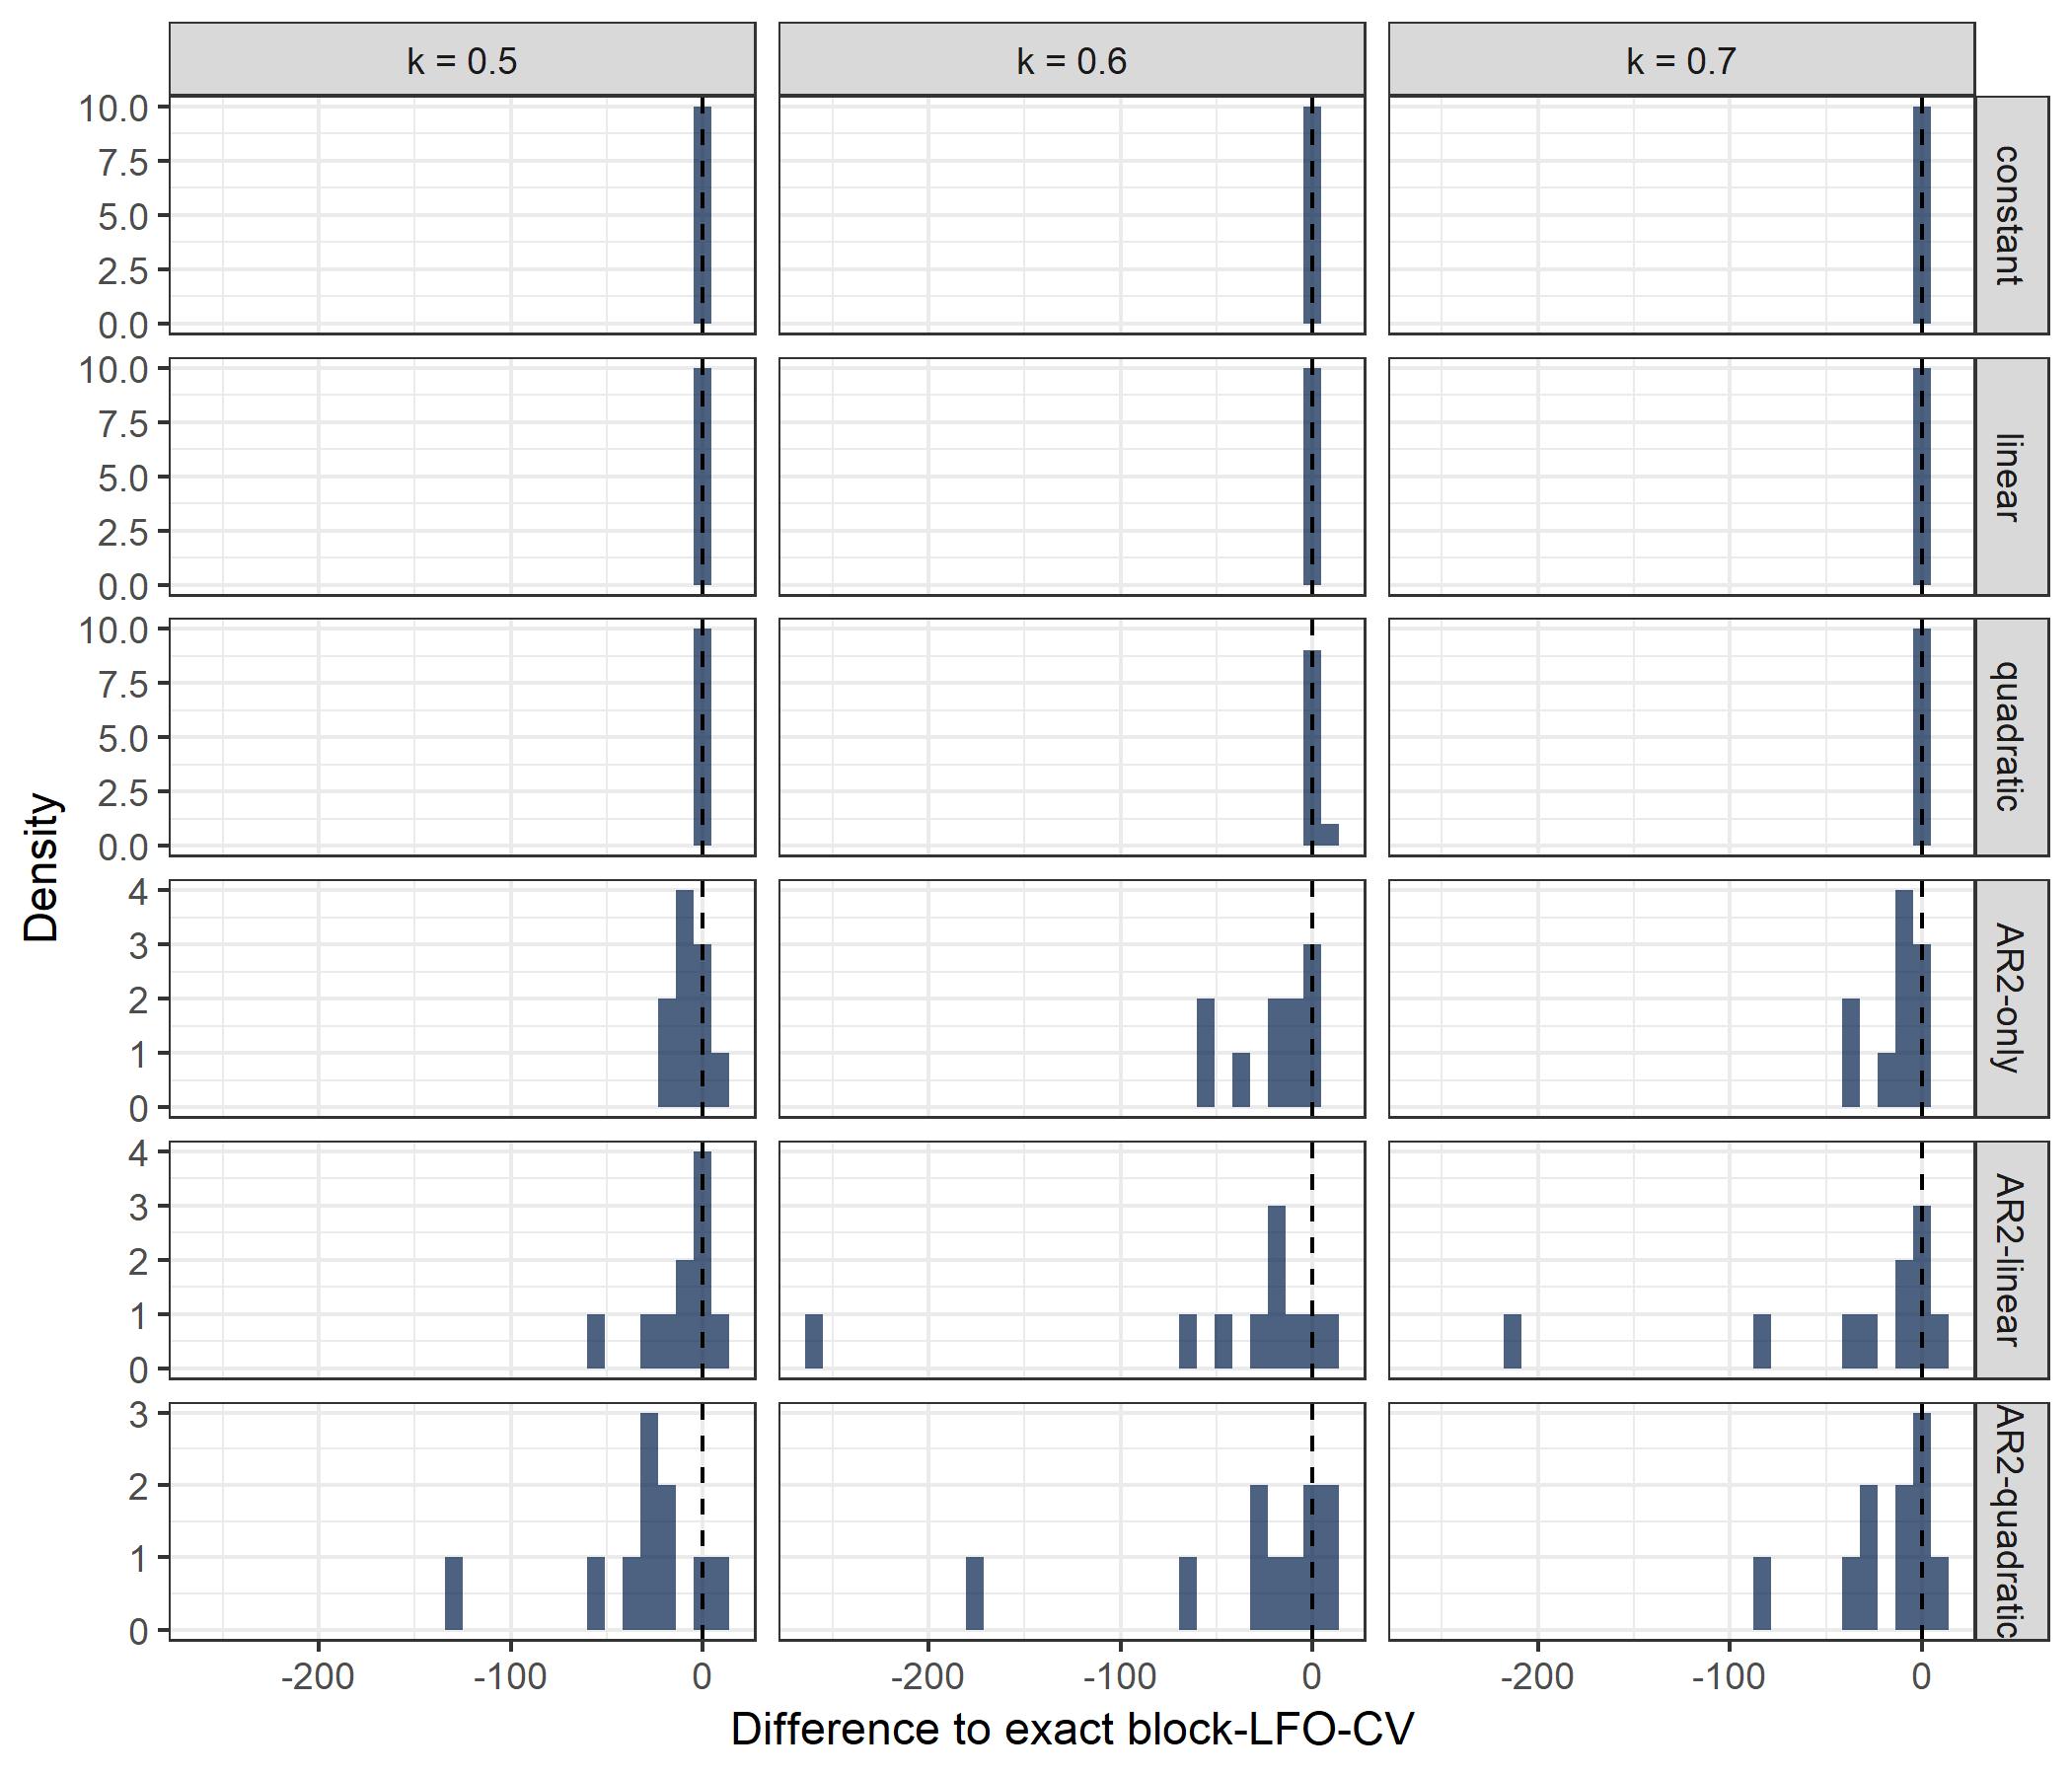 k = 0.5
k = 0.6
k = 0.7
10.0
7.5
5.0
2.5
0.0
constant
10.0
7.5
5.0
2.5
0.0
linear
10.0
7.5
5.0
2.5
0.0
quadratic
4
3
2
1
0
AR2-only
4
3
2
1
0
AR2-linear
3
2
1
0
AR2-quadratic
Density
-200 -100 0
-200 -100 0
-200 -100 0
Difference to exact block-LFO-CV